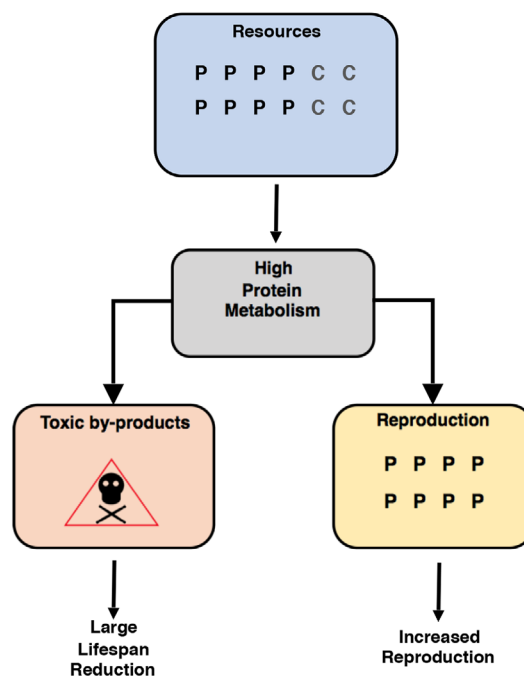 Resources
P P P P C C
P P P P C C
High
Protein
Metabolism
Toxic by-products
Reproduction
P P P P
P P P P
Large
Lifespan
Reduction
Increased
Reproduction